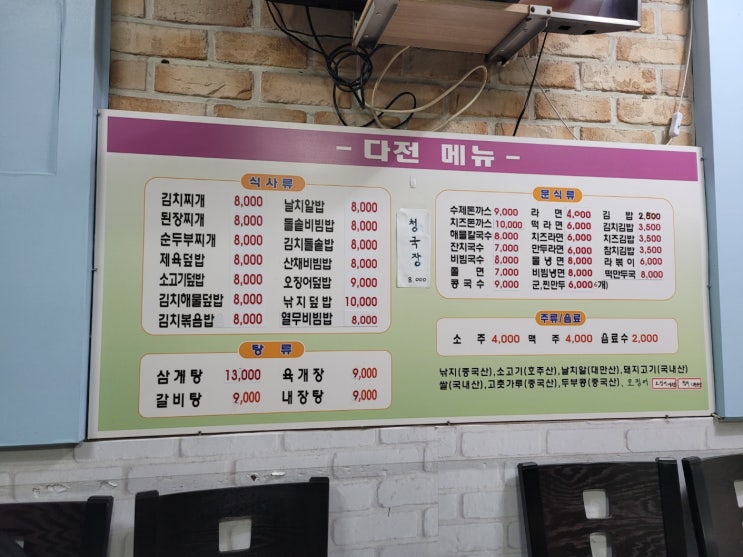 - 다전 메뉴 -
식사류
김치찌개 8,000 날치알밥 8,000
된장찌개 8,000 돌솥비빔밥 8,000
순두부찌개 8,000 김치돌솥밥 8,000
제육덮밥 8,000 산채비빔밥 8,000
소고기덮밥 8,000 오징어덮밥 9,000
김치해물덮밥 8,000 낙지덮밥 10,000
김치볶음밥 8,000 열무비빔밥 8,000
탕류
삼계탕 13,000 육개장 9,000
갈비탕 9,000 내장탕 9,000
청국장
8,000
분식류
수제돈까스 9,000 라면 4,000 김밥 2,500
치즈돈까스 10,000 떡라면 6,000 김치김밥 3,500
해물칼국수 8,000 치즈라면 6,000 치즈김밥 3,500
잔치국수 7,000 만두라면 6,000 참치김밥 3,500
비빔국수 8,000 물냉면 8,000 라볶이 6,000
쫄면 7,000 비빔냉면 8,000 떡만두국 8,000
콩국수 9,000 군,찐만두 6,000(6개)
주류/음료
소주 4,000 맥주 4,000 음료수 2,000
낙지(중국산),소고기(호주산),날치알(대만산),돼지고기(국내산)
쌀(국내산),고춧가루(중국산),두부콩(중국산), 오징어